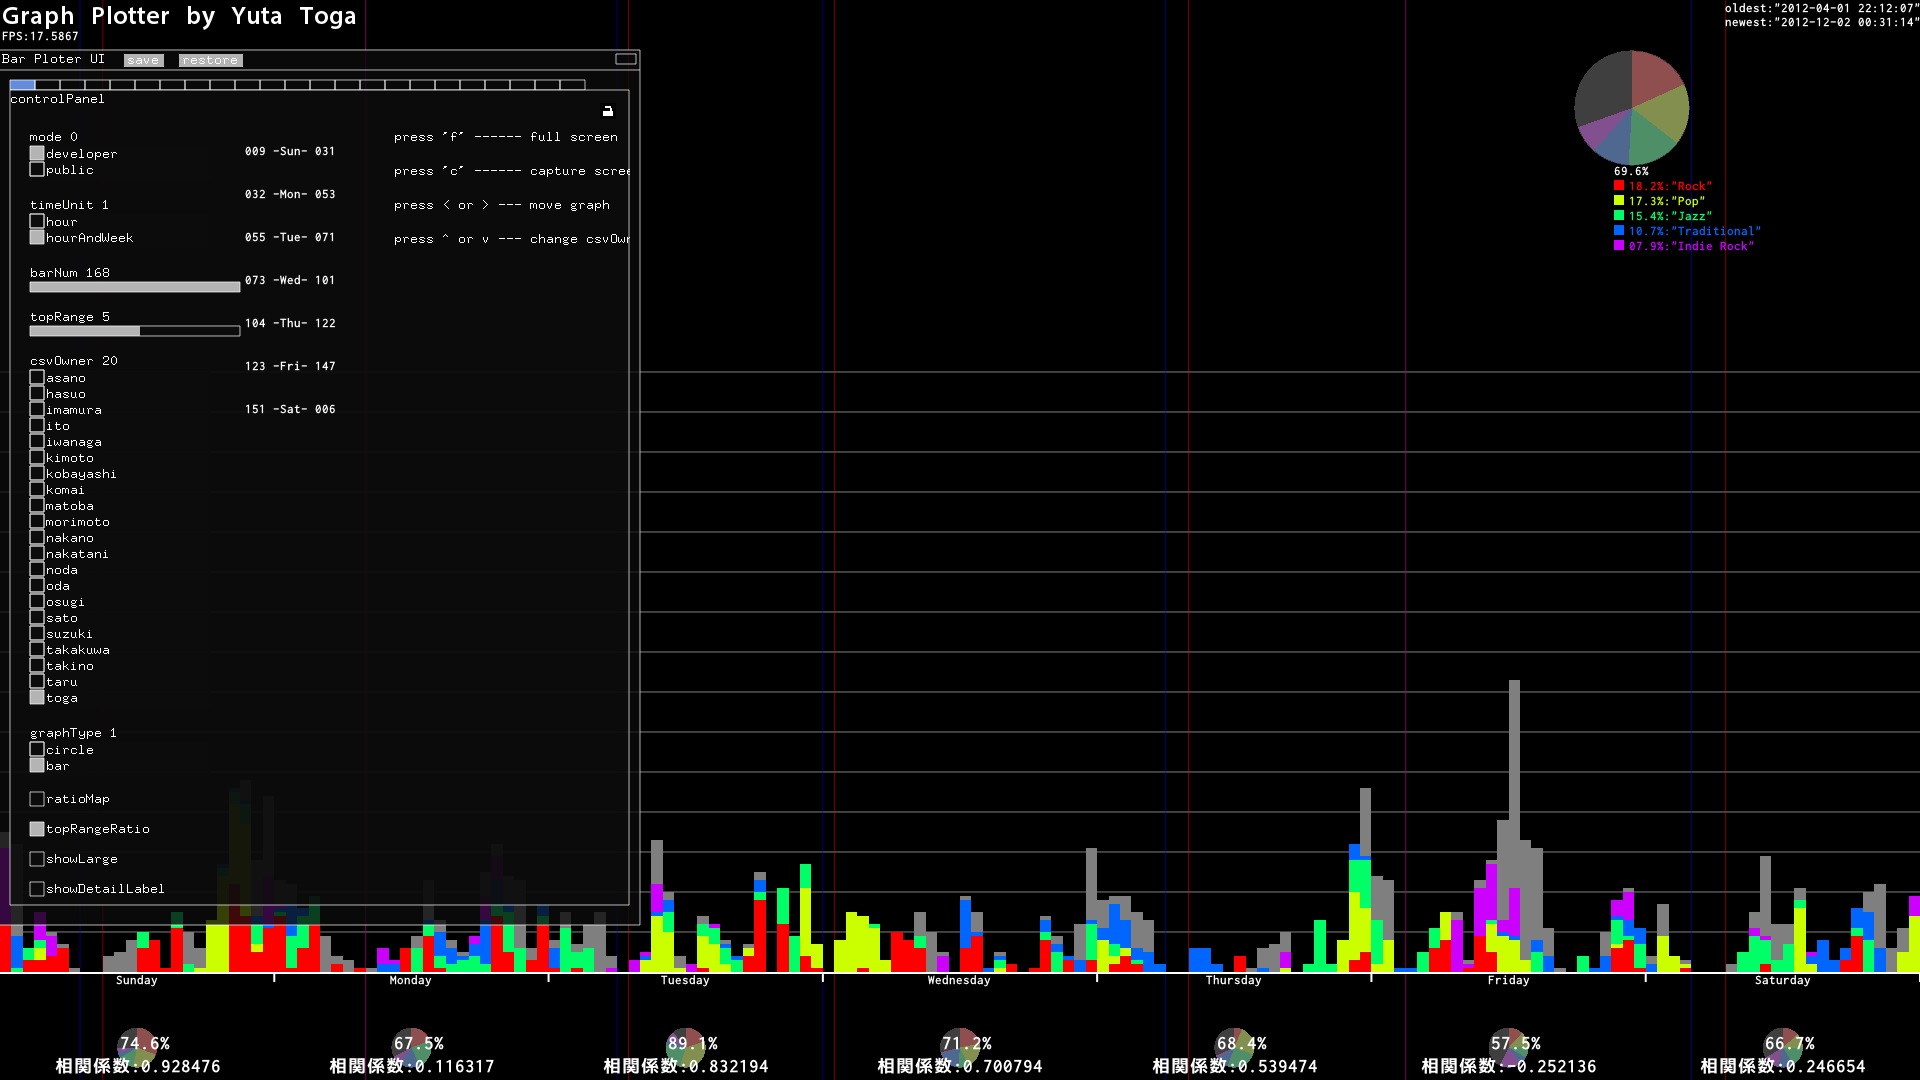 Graph Plotter by Yuta Toga
FPS:17.5867
oldest:"2012-04-01 22:12:07"
newest:"2012-12-02 00:31:14"
Bar Ploter UI save restore
controlPanel
mode 0
developer
public
timeUnit 1
hour
hourAndWeek
barNum 168
topRange 5
csvOwner 20
asano
hasuo
imamura
ito
iwanaga
kimoto
kobayashi
komai
matoba
morimoto
nakano
nakatani
noda
oda
osugi
sato
suzuki
takakuwa
takino
taru
toga
graphType 1
circle
bar
ratioMap
topRangeRatio
showLarge
showDetailLabel
009 -Sun- 031
032 -Mon- 053
055 -Tue- 071
073 -Wed- 101
104 -Thu- 122
123 -Fri- 147
151 -Sat- 006
press "f" ------ full screen
press "c" ------ capture scree
press < or > --- move graph
press ^ or v --- change csvOwn
69.6%
18.2%:"Rock"
17.3%:"Pop"
15.4%:"Jazz"
10.7%:"Traditional"
07.9%:"Indie Rock"
Sunday Monday Tuesday Wednesday Thursday Friday Saturday
74.6% 67.5% 89.1% 71.2% 68.4% 57.5% 66.7%
相関係数:0.928476 相関係数:0.116317 相関係数:0.832194 相関係数:0.700794 相関係数:0.539474 相関係数:-0.252136 相関係数:0.246654